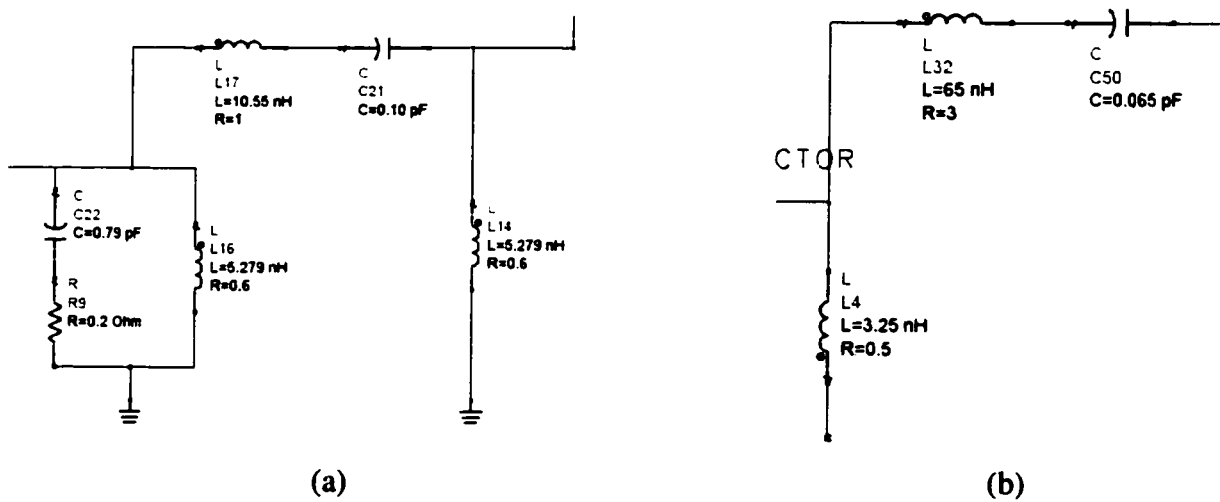 L
L17
L=10.55 nH
R=1
C
C21
C=0.10 pF
C
C22
C=0.79 pF
R
R9
R=0.2 Ohm
L
L16
L=5.279 nH
R=0.6
L
L14
L=5.279 nH
R=0.6
(a)
L
L32
L=65 nH
R=3
C
C50
C=0.065 pF
CTOR
L
L4
L=3.25 nH
R=0.5
(b)